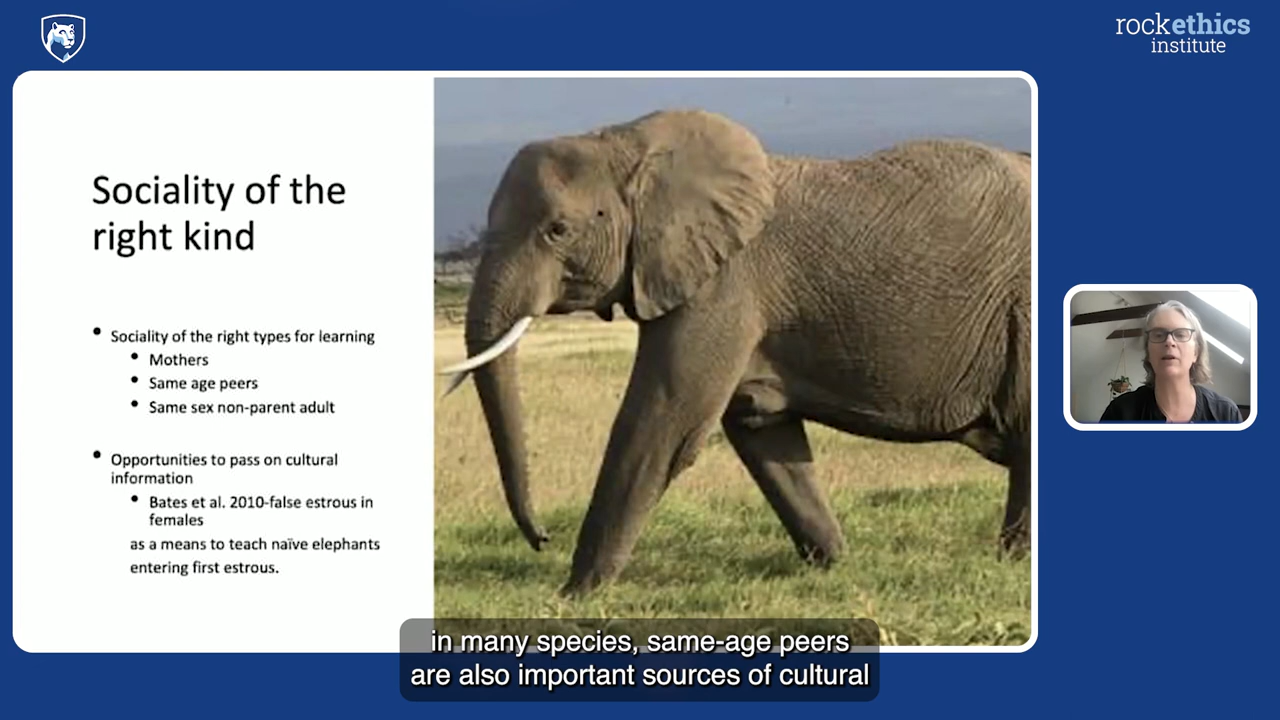 rockethics
institute
Sociality of the
right kind
• Sociality of the right types for learning
• Mothers
• Same age peers
• Same sex non-parent adult
• Opportunities to pass on cultural
information
• Bates et al. 2010-false estrous in
females
as a means to teach naïve elephants
entering first estrous.
in many species, same-age peers
are also important sources of cultural